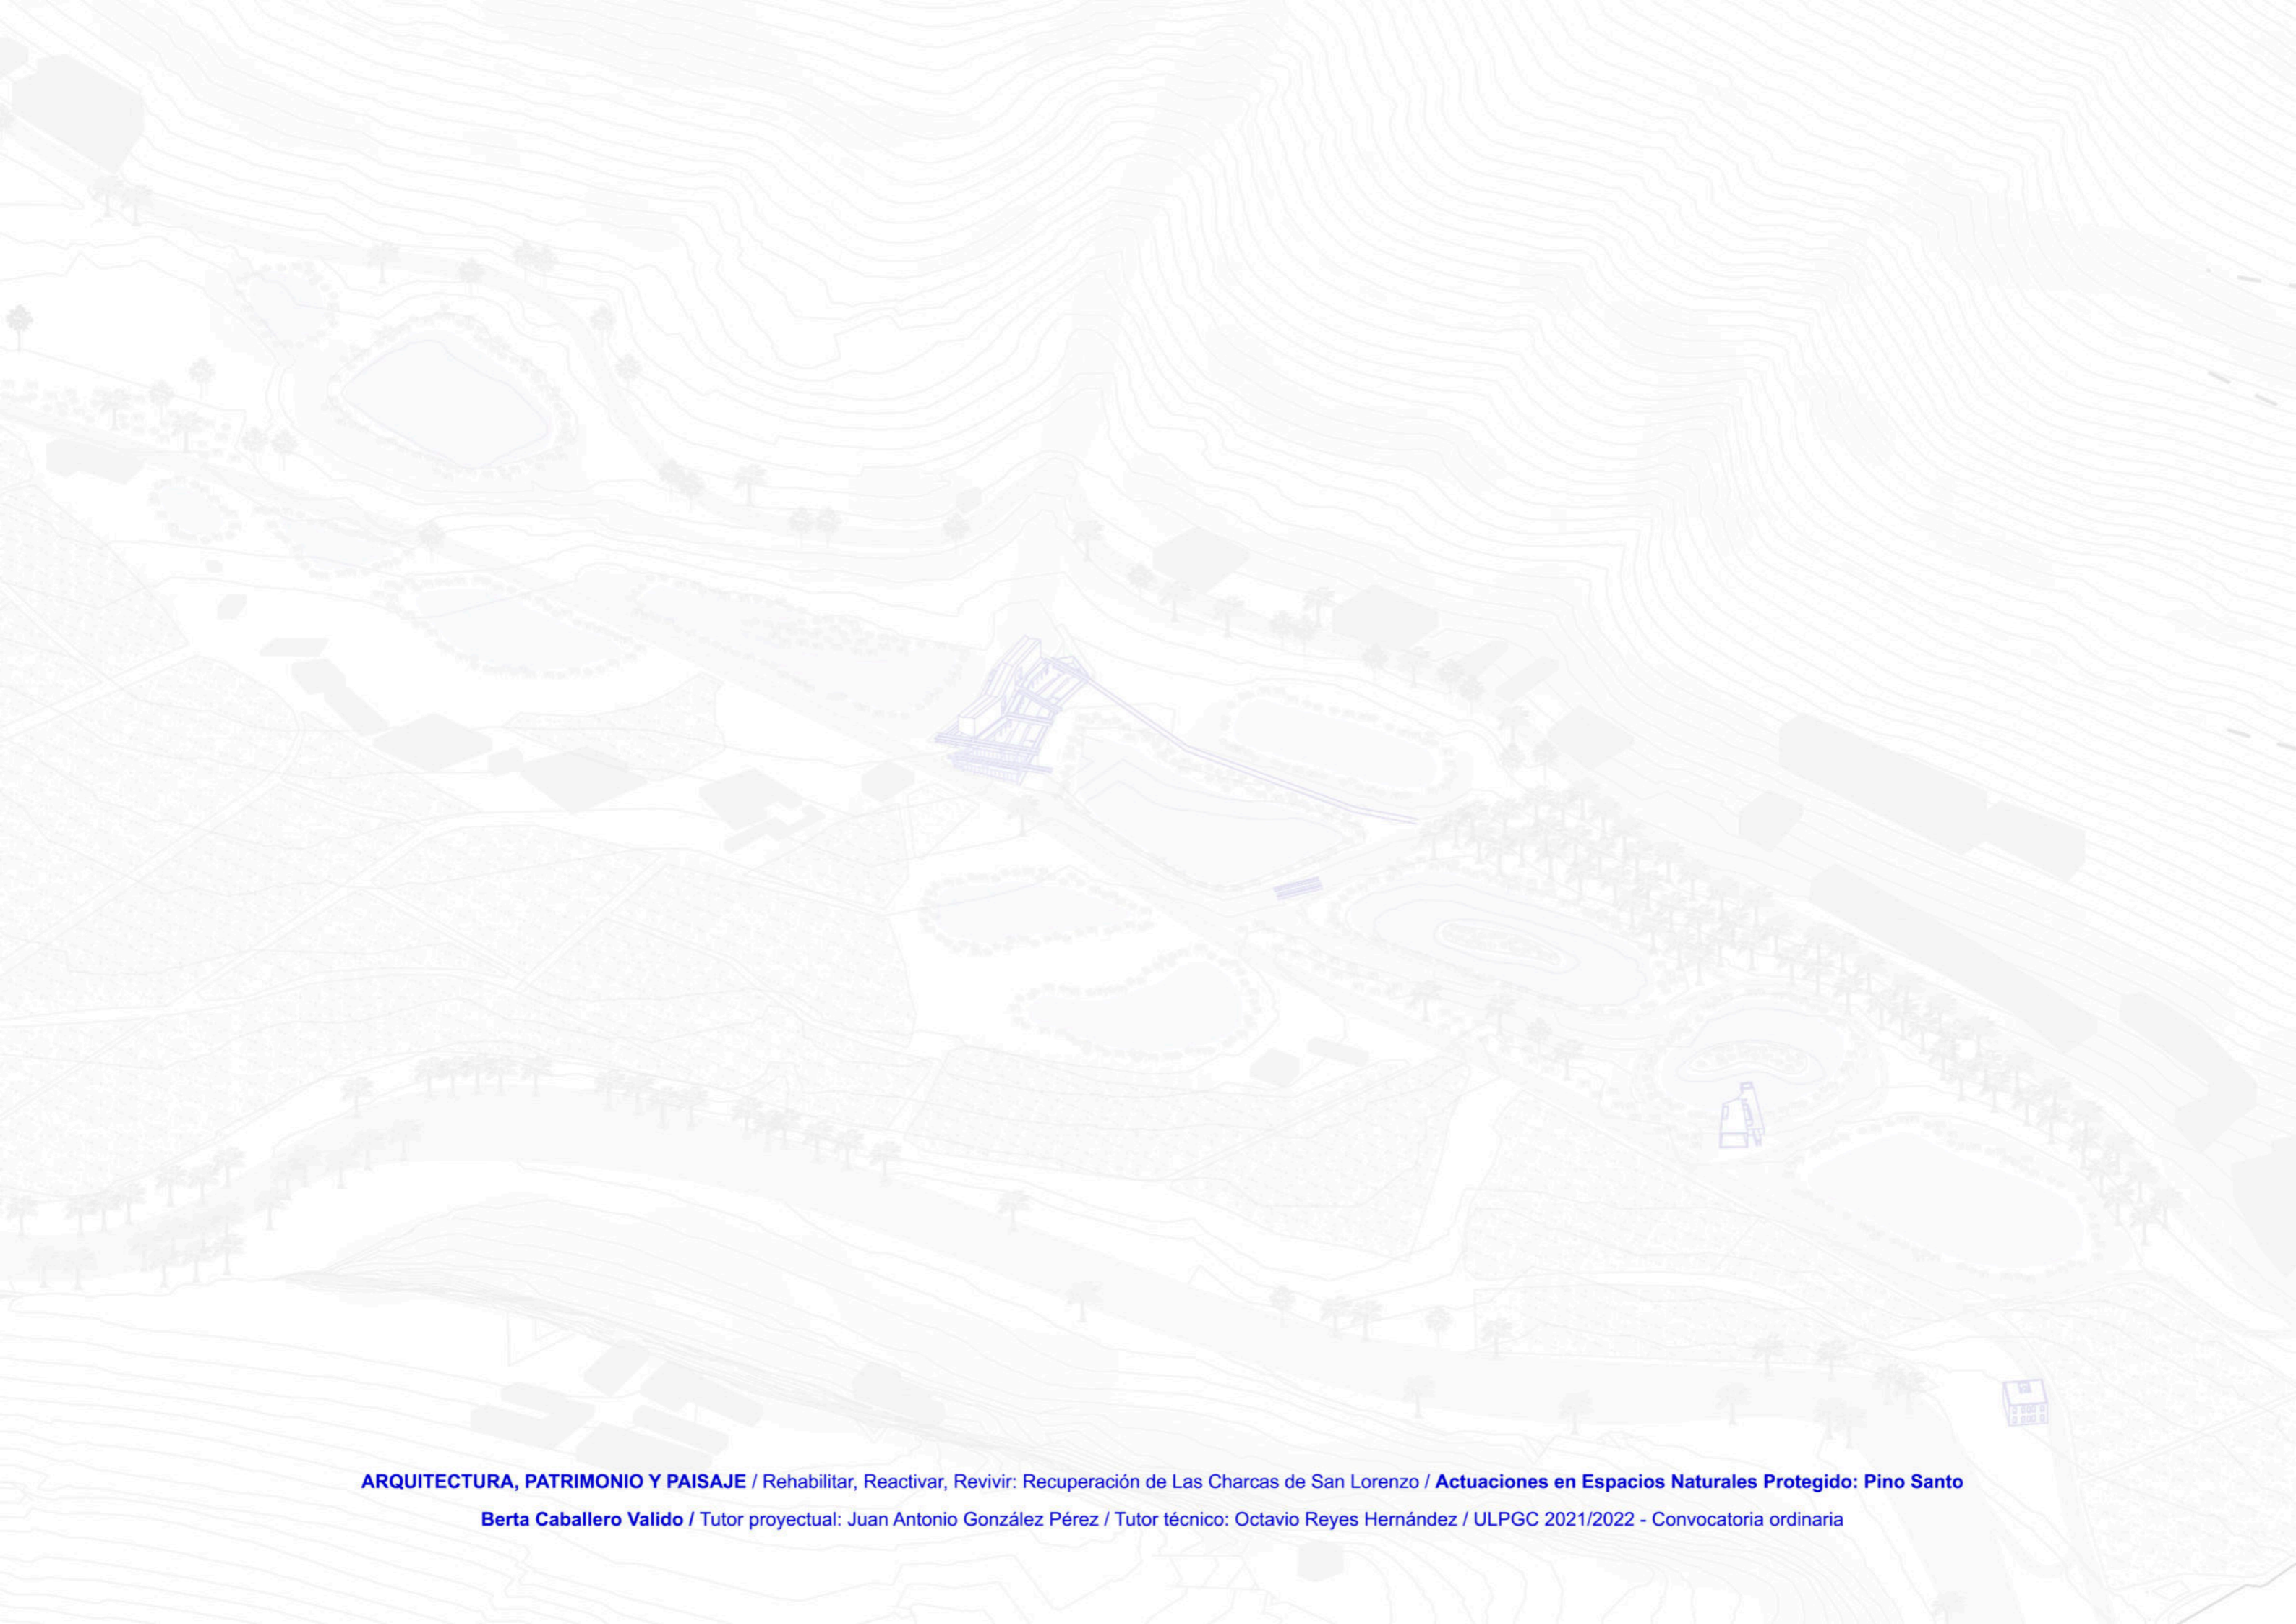 ARQUITECTURA, PATRIMONIO Y PAISAJE / Rehabilitar, Reactivar, Revivir: Recuperación de Las Charcas de San Lorenzo / Actuaciones en Espacios Naturales Protegido: Pino Santo
Berta Caballero Valido / Tutor proyectual: Juan Antonio González Pérez / Tutor técnico: Octavio Reyes Hernández / ULPGC 2021/2022 - Convocatoria ordinaria